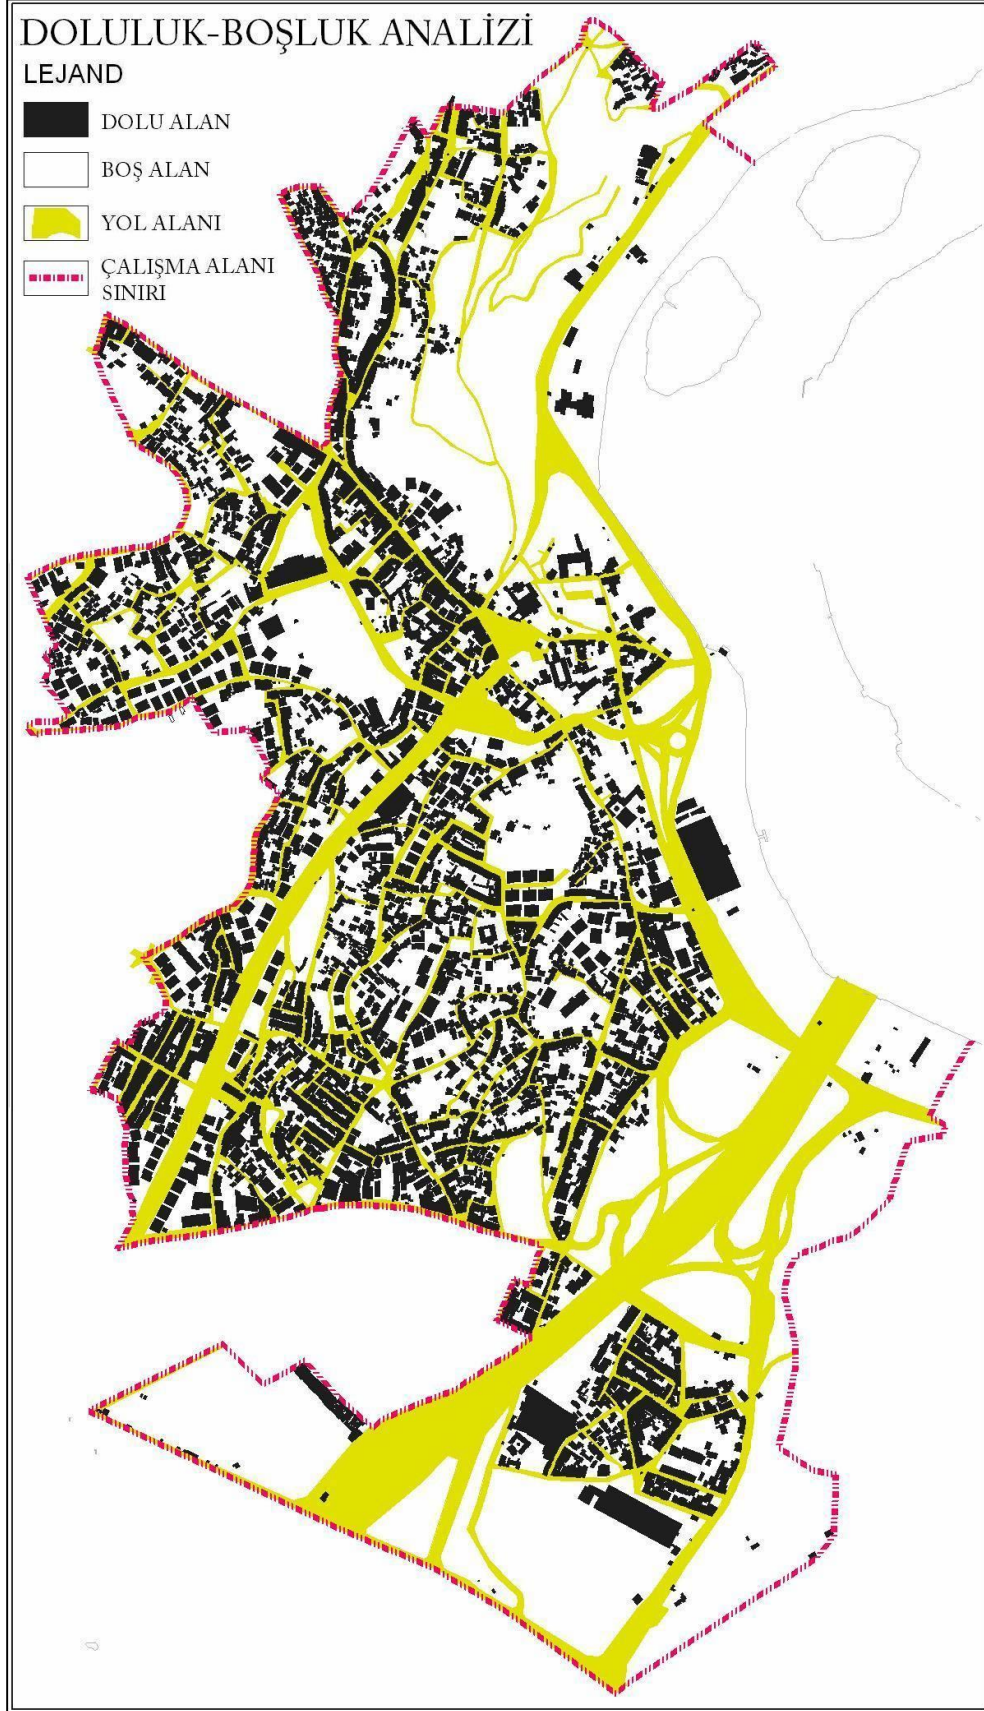 DOLULUK-BOŞLUK ANALİZİ
LEJAND
DOLU ALAN
BOŞ ALAN
YOL ALANI
ÇALIŞMA ALANI
SINIRI